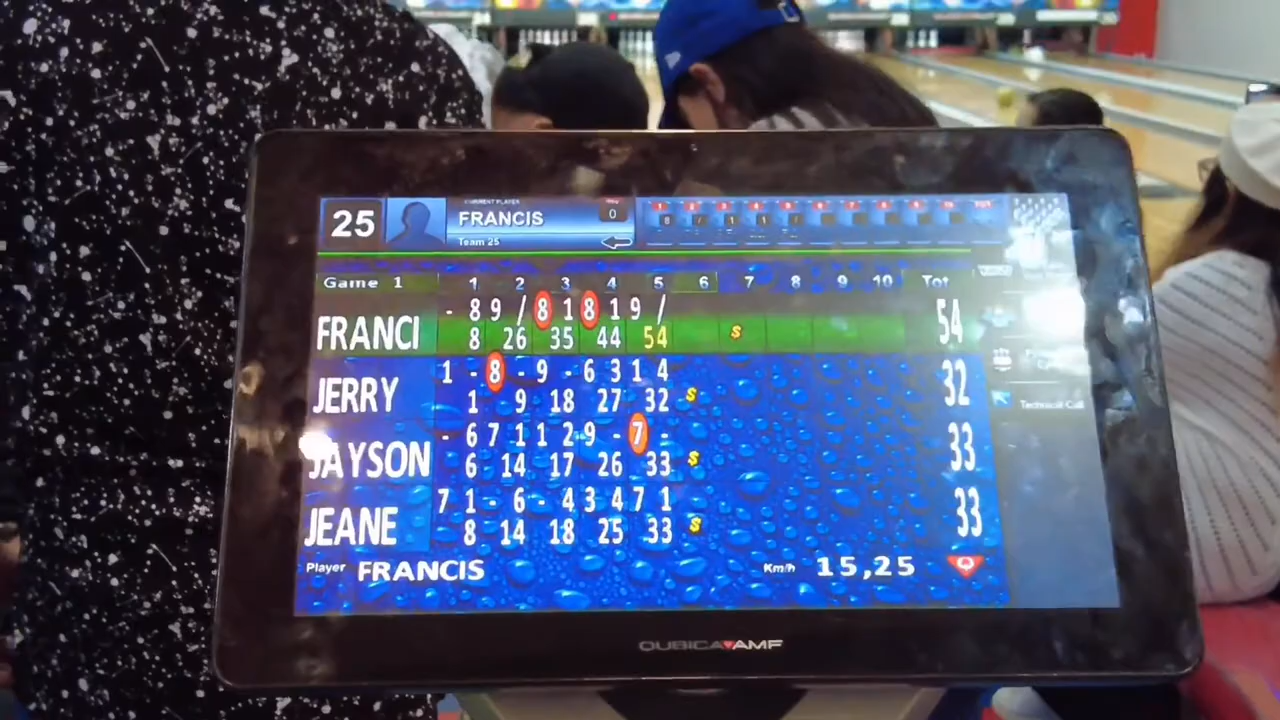 25
CURRENT PLAYER
FRANCIS
0
Team 25
Game 1 1 2 3 4 5 6 7 8 9 10 Tot
- 8 9 / 8 1 8 1 9 /
FRANCI 8 26 35 44 54 $ 54
1 - 8 - 9 - 6 3 1 4
JERRY 1 9 18 27 32 $ 32
- 6 7 1 1 2 9 - 7 -
JAYSON 6 14 17 26 33 $ 33
7 1 - 6 - 4 3 4 7 1
JEANE 8 14 18 25 33 $ 33
Technical Call
Player FRANCIS Km/h 15,25
QUBICAAMF